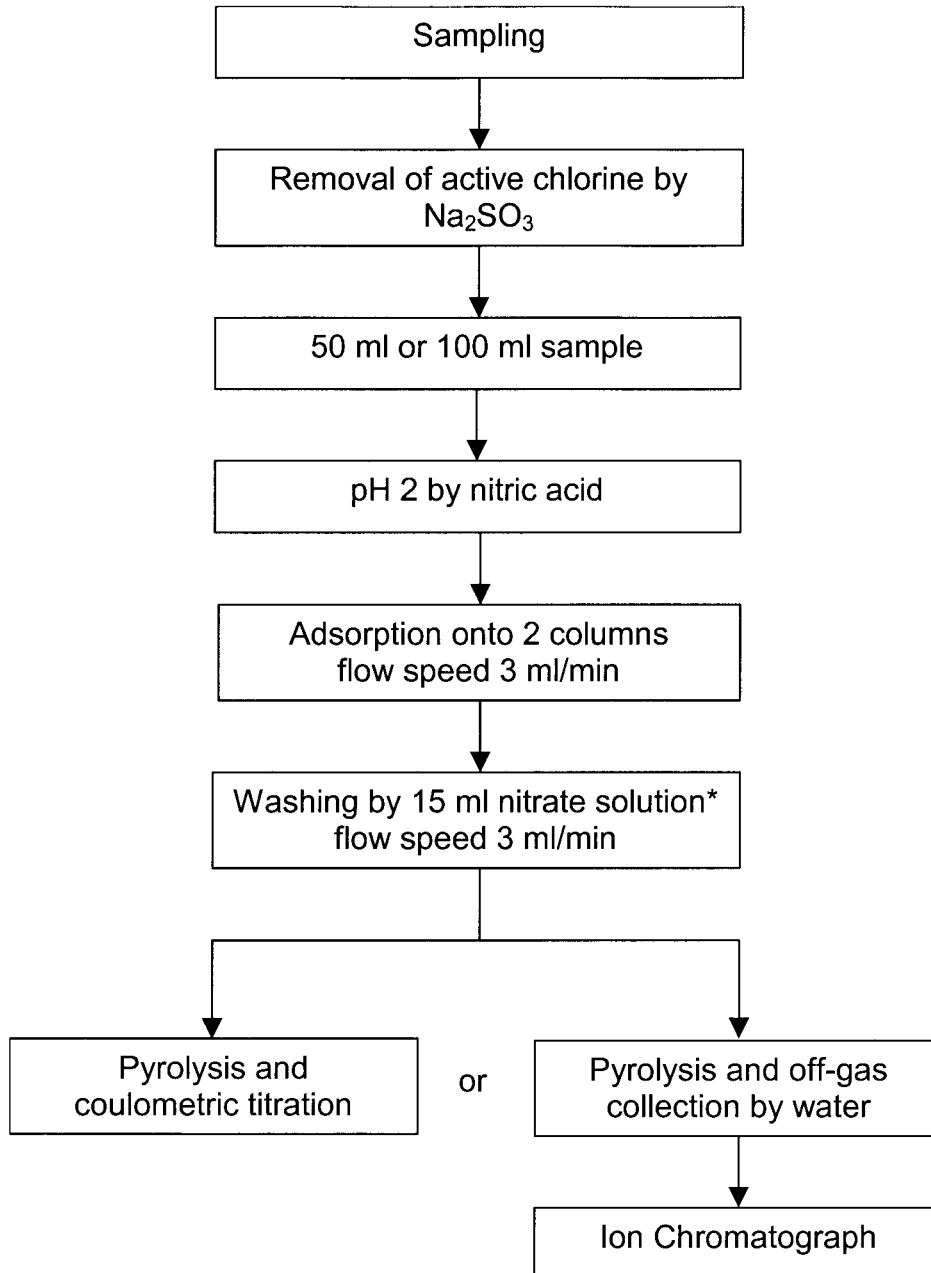 Sampling
Removal of active chlorine by
Na₂SO₃
50 ml or 100 ml sample
pH 2 by nitric acid
Adsorption onto 2 columns
flow speed 3 ml/min
Washing by 15 ml nitrate solution*
flow speed 3 ml/min
Pyrolysis and
coulometric titration
or
Pyrolysis and off-gas
collection by water
Ion Chromatograph